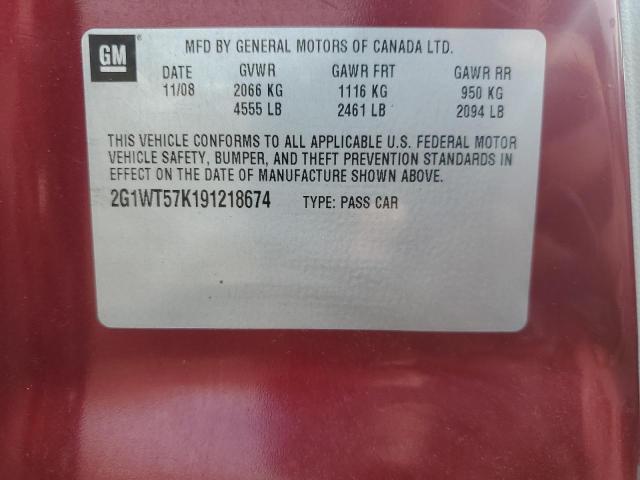 GM
MFD BY GENERAL MOTORS OF CANADA LTD.
DATE GVWR GAWR FRT GAWR RR
11/08 2066 KG 1116 KG 950 KG
4555 LB 2461 LB 2094 LB
THIS VEHICLE CONFORMS TO ALL APPLICABLE U.S. FEDERAL MOTOR
VEHICLE SAFETY, BUMPER, AND THEFT PREVENTION STANDARDS IN
EFFECT ON THE DATE OF MANUFACTURE SHOWN ABOVE.
2G1WT57K191218674 TYPE: PASS CAR